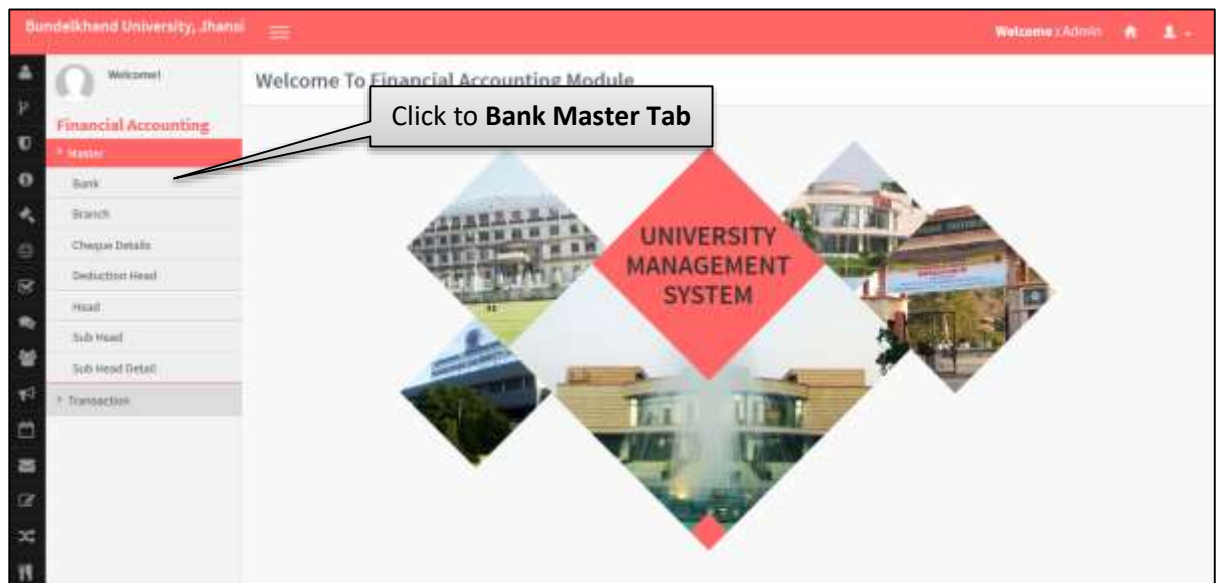 Bundelkhand University, Jhansi
Welcome : Admin
Welcome!
Welcome To Financial Accounting Module
Click to Bank Master Tab
Financial Accounting
Master
Bank
Branch
Cheque Details
Deduction Head
Head
Sub Head
Sub Head Detail
Transaction
UNIVERSITY
MANAGEMENT
SYSTEM